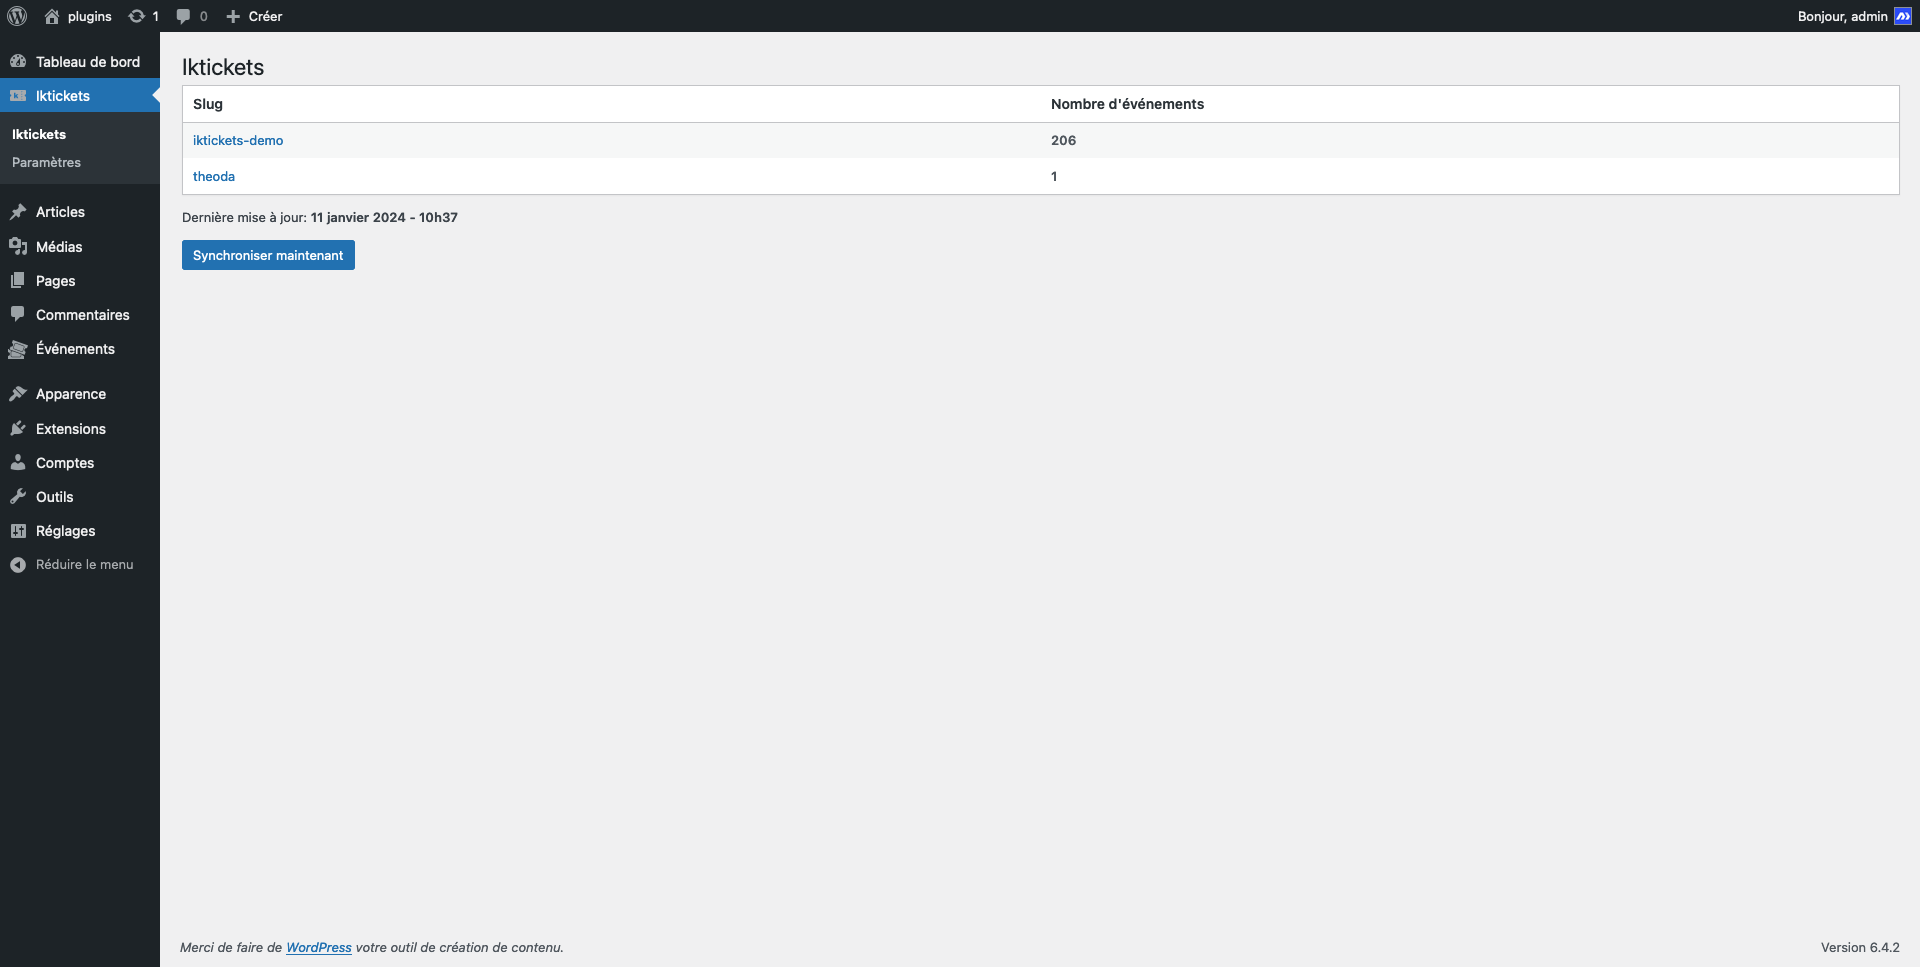 plugins 1 0 Créer Bonjour, admin
Tableau de bord
Iktickets
Iktickets
Paramètres
Articles
Médias
Pages
Commentaires
Événements
Apparence
Extensions
Comptes
Outils
Réglages
Réduire le menu
Iktickets
Slug Nombre d'événements
iktickets-demo 206
theoda 1
Dernière mise à jour: 11 janvier 2024 - 10h37
Synchroniser maintenant
Merci de faire de WordPress votre outil de création de contenu. Version 6.4.2